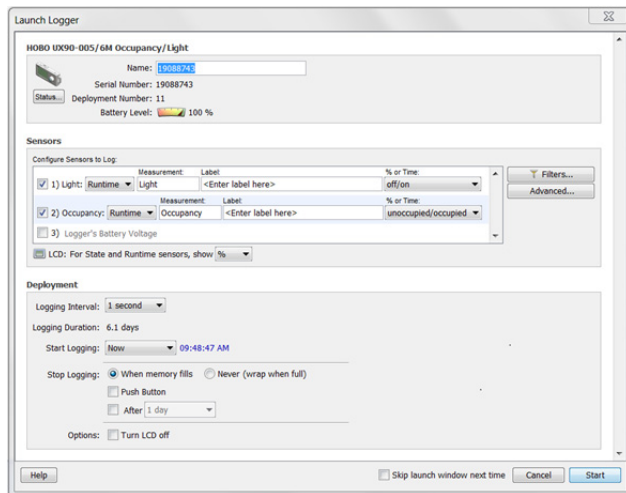 Launch Logger
HOBO UX90-005/6M Occupancy/Light
Name: 19088743
Serial Number: 19088743
Status... Deployment Number: 11
Battery Level: 100 %
Sensors
Configure Sensors to Log:
Measurement: Label: % or Time:
1) Light: Runtime Light <Enter label here> off/on
Filters...
Advanced...
Measurement: Label: % or Time:
2) Occupancy: Runtime Occupancy <Enter label here> unoccupied/occupied
3) Logger's Battery Voltage
LCD: For State and Runtime sensors, show %
Deployment
Logging Interval: 1 second
Logging Duration: 6.1 days
Start Logging: Now 09:48:47 AM
Stop Logging: When memory fills Never (wrap when full)
Push Button
After 1 day
Options: Turn LCD off
Help Skip launch window next time Cancel Start